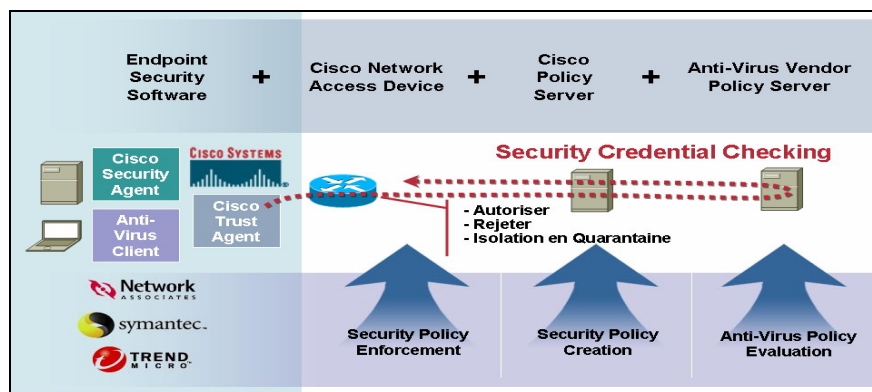 Endpoint
Security
Software
+
Cisco Network
Access Device
+
Cisco
Policy
Server
+
Anti-Virus Vendor
Policy Server
Cisco
Security
Agent
CISCO SYSTEMS
Security Credential Checking
Anti-
Virus
Client
Cisco
Trust
Agent
- Autoriser
- Rejeter
- Isolation en Quarantaine
Network
ASSOCIATES
symantec.
TREND
MICRO
Security Policy
Enforcement
Security Policy
Creation
Anti-Virus Policy
Evaluation